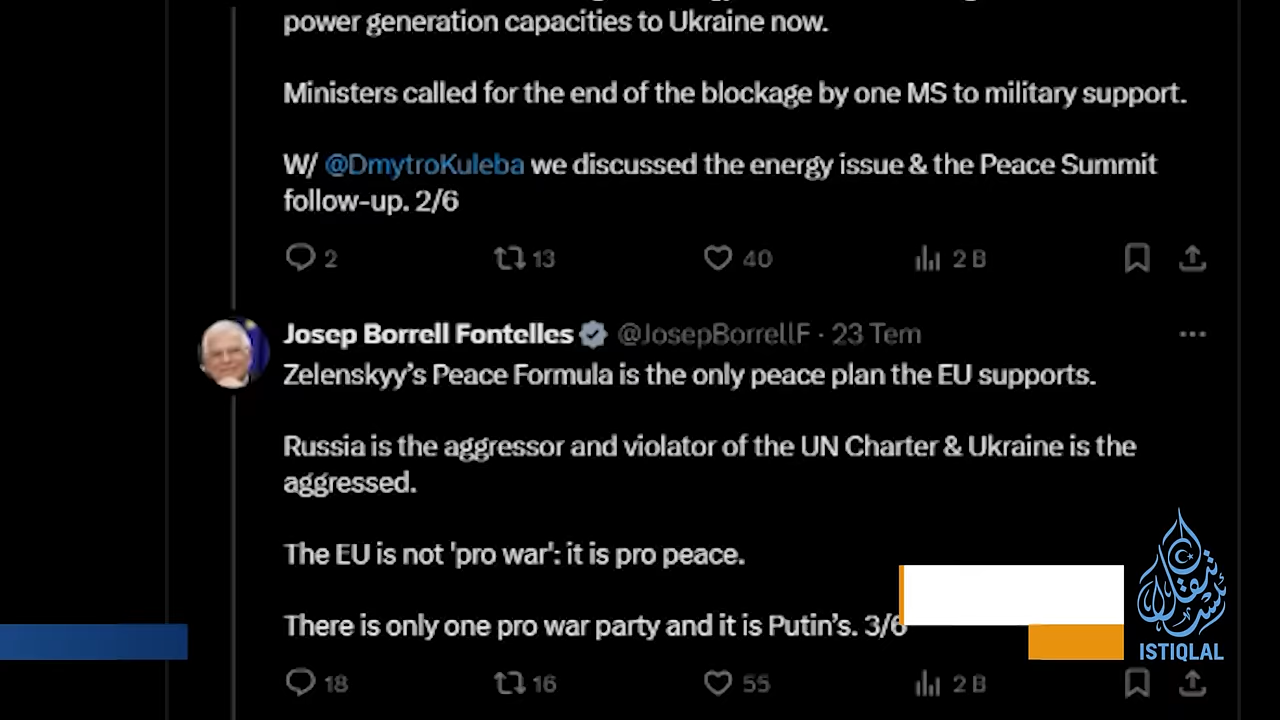 power generation capacities to Ukraine now.
Ministers called for the end of the blockage by one MS to military support.
W/ @DmytroKuleba we discussed the energy issue & the Peace Summit
follow-up. 2/6
2 13 40 2 B
Josep Borrell Fontelles @JosepBorrellF · 23 Tem
Zelenskyy's Peace Formula is the only peace plan the EU supports.
Russia is the aggressor and violator of the UN Charter & Ukraine is the
aggressed.
The EU is not 'pro war': it is pro peace.
There is only one pro war party and it is Putin's. 3/6
18 16 55 2 B
ISTIQLAL